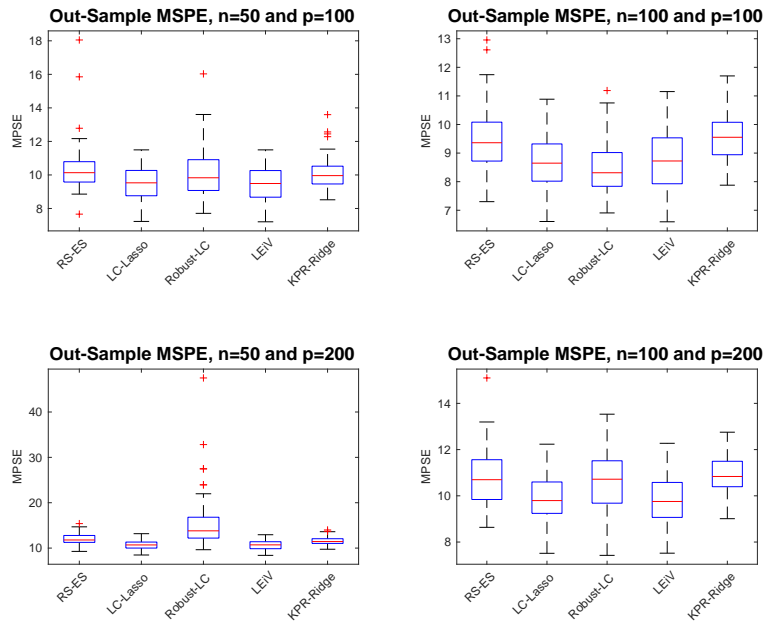 Out-Sample MSPE, n=50 and p=100
18
16
14
12
10
8
MPSE
RS-ES
LC-Lasso
Robust-LC
LEiV
KPR-Ridge
Out-Sample MSPE, n=100 and p=100
13
12
11
10
9
8
7
MPSE
RS-ES
LC-Lasso
Robust-LC
LEiV
KPR-Ridge
Out-Sample MSPE, n=50 and p=200
40
30
20
10
MPSE
RS-ES
LC-Lasso
Robust-LC
LEiV
KPR-Ridge
Out-Sample MSPE, n=100 and p=200
14
12
10
8
MPSE
RS-ES
LC-Lasso
Robust-LC
LEiV
KPR-Ridge